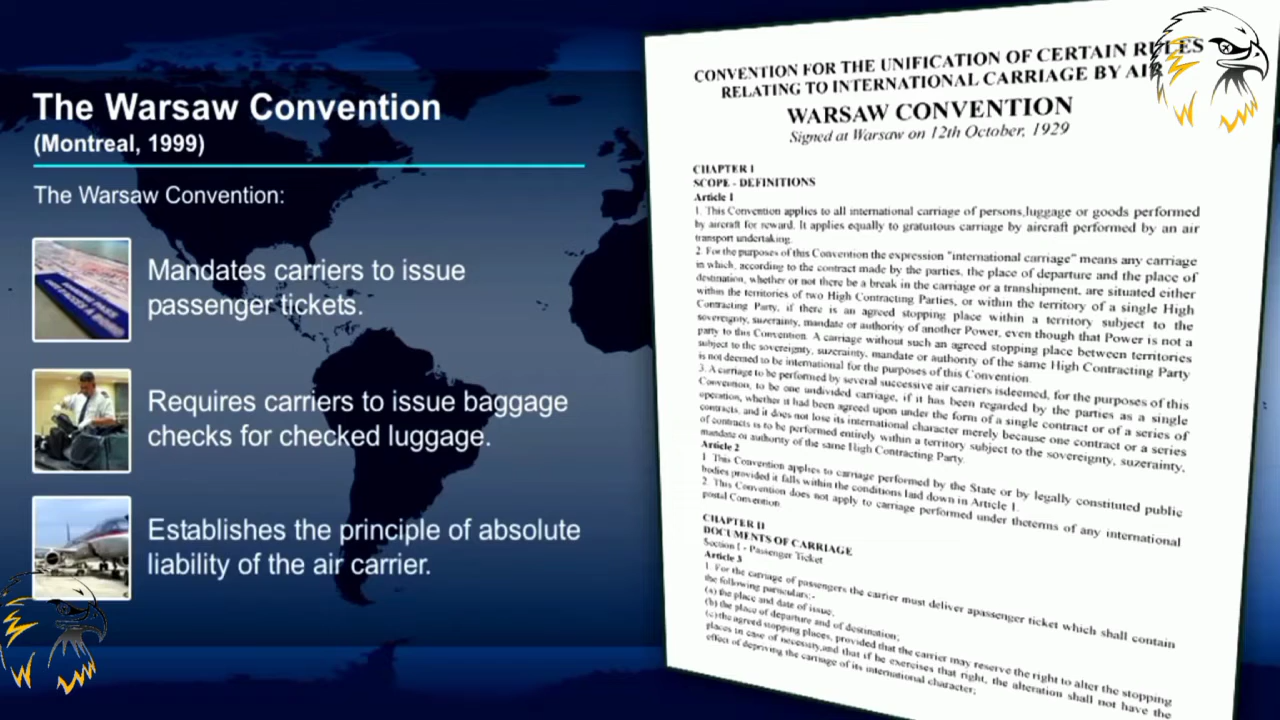 The Warsaw Convention
(Montreal, 1999)
The Warsaw Convention:
Mandates carriers to issue
passenger tickets.
Requires carriers to issue baggage
checks for checked luggage.
Establishes the principle of absolute
liability of the air carrier.
CONVENTION FOR THE UNIFICATION OF CERTAIN RULES
RELATING TO INTERNATIONAL CARRIAGE BY AIR
WARSAW CONVENTION
Signed at Warsaw on 12th October, 1929
CHAPTER I
SCOPE - DEFINITIONS
Article 1
1. This Convention applies to all international carriage of persons,luggage or goods performed
by aircraft for reward. It applies equally to gratuitous carriage by aircraft performed by an air
transport undertaking.
2. For the purposes of this Convention the expression "international carriage" means any carriage
in which, according to the contract made by the parties, the place of departure and the place of
destination, whether or not there be a break in the carriage or a transhipment, are situated either
within the territories of two High Contracting Parties, or within the territory of a single High
Contracting Party, if there is an agreed stopping place within a territory subject to the
sovereignty, suzerainty, mandate or authority of another Power, even though that Power is not a
party to this Convention. A carriage without such an agreed stopping place between territories
subject to the sovereignty, suzerainty, mandate or authority of the same High Contracting Party
is not deemed to be international for the purposes of this Convention.
3. A carriage to be performed by several successive air carriers isdeemed, for the purposes of this
Convention, to be one undivided carriage, if it has been regarded by the parties as a single
operation, whether it had been agreed upon under the form of a single contract or of a series of
contracts, and it does not lose its international character merely because one contract or a series
of contracts is to be performed entirely within a territory subject to the sovereignty, suzerainty,
mandate or authority of the same High Contracting Party.
Article 2
1. This Convention applies to carriage performed by the State or by legally constituted public
bodies provided it falls within the conditions laid down in Article 1.
2. This Convention does not apply to carriage performed under theterms of any international
postal Convention.
CHAPTER II
DOCUMENTS OF CARRIAGE
Section I - Passenger Ticket
Article 3
1. For the carriage of passengers the carrier must deliver apassenger ticket which shall contain
the following particulars:-
(a) the place and date of issue;
(b) the place of departure and of destination;
(c) the agreed stopping places, provided that the carrier may reserve the right to alter the stopping
places in case of necessity,and that if he exercises that right, the alteration shall not have the
effect of depriving the carriage of its international character;